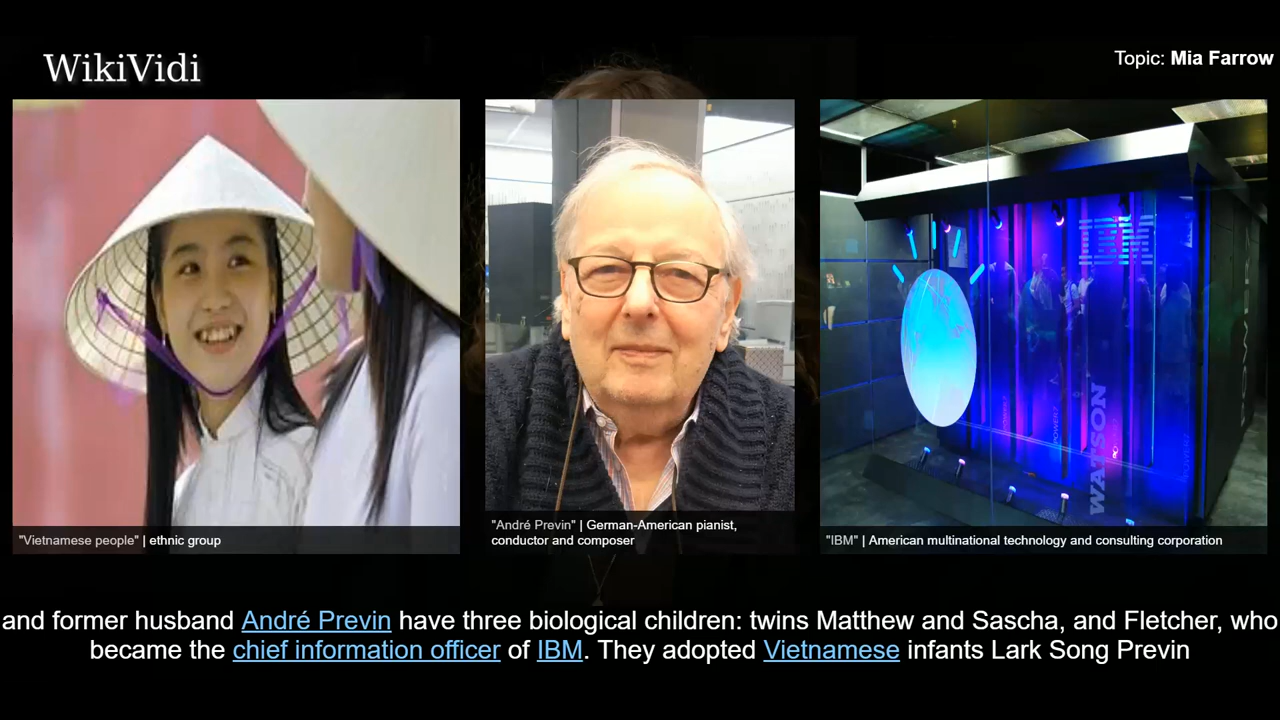 WikiVidi
Topic: Mia Farrow
IBM
WATSON
"Vietnamese people" | ethnic group
"André Previn" | German-American pianist,
conductor and composer
"IBM" | American multinational technology and consulting corporation
and former husband André Previn have three biological children: twins Matthew and Sascha, and Fletcher, who
became the chief information officer of IBM. They adopted Vietnamese infants Lark Song Previn